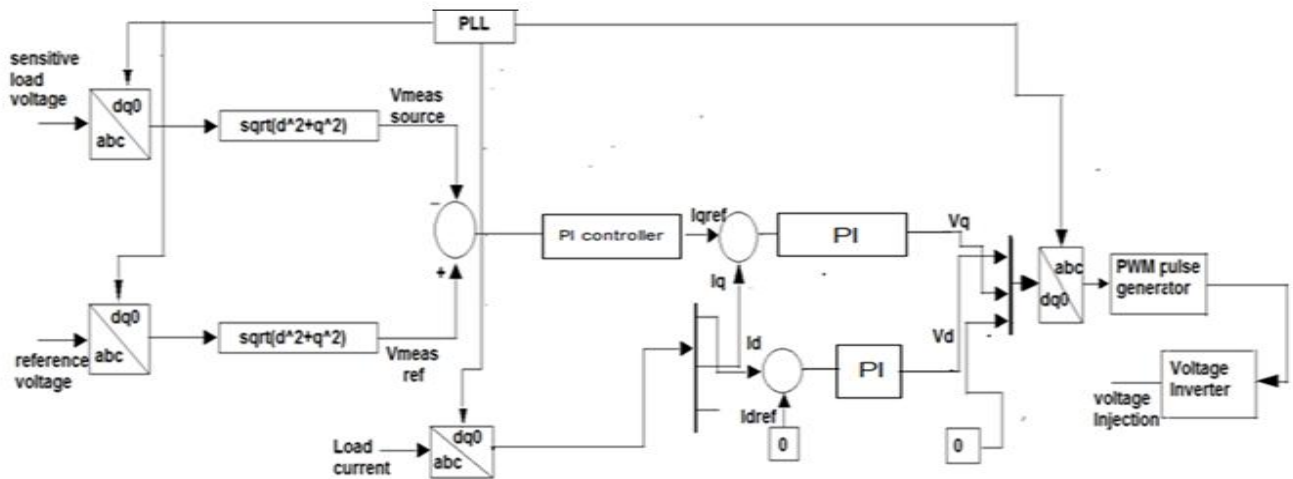 PLL
sensitive
load
voltage
dq0
abc
sqrt(d^2+q^2)
Vmeas
source
-
PI controller
Iqref
PI
Vq
abc
dq0
PWM pulse
generator
Iq
+
dq0
abc
reference
voltage
sqrt(d^2+q^2)
Vmeas
ref
Id
PI
Vd
Idref
0
0
Voltage
Inverter
voltage
Injection
Load
current
dq0
abc